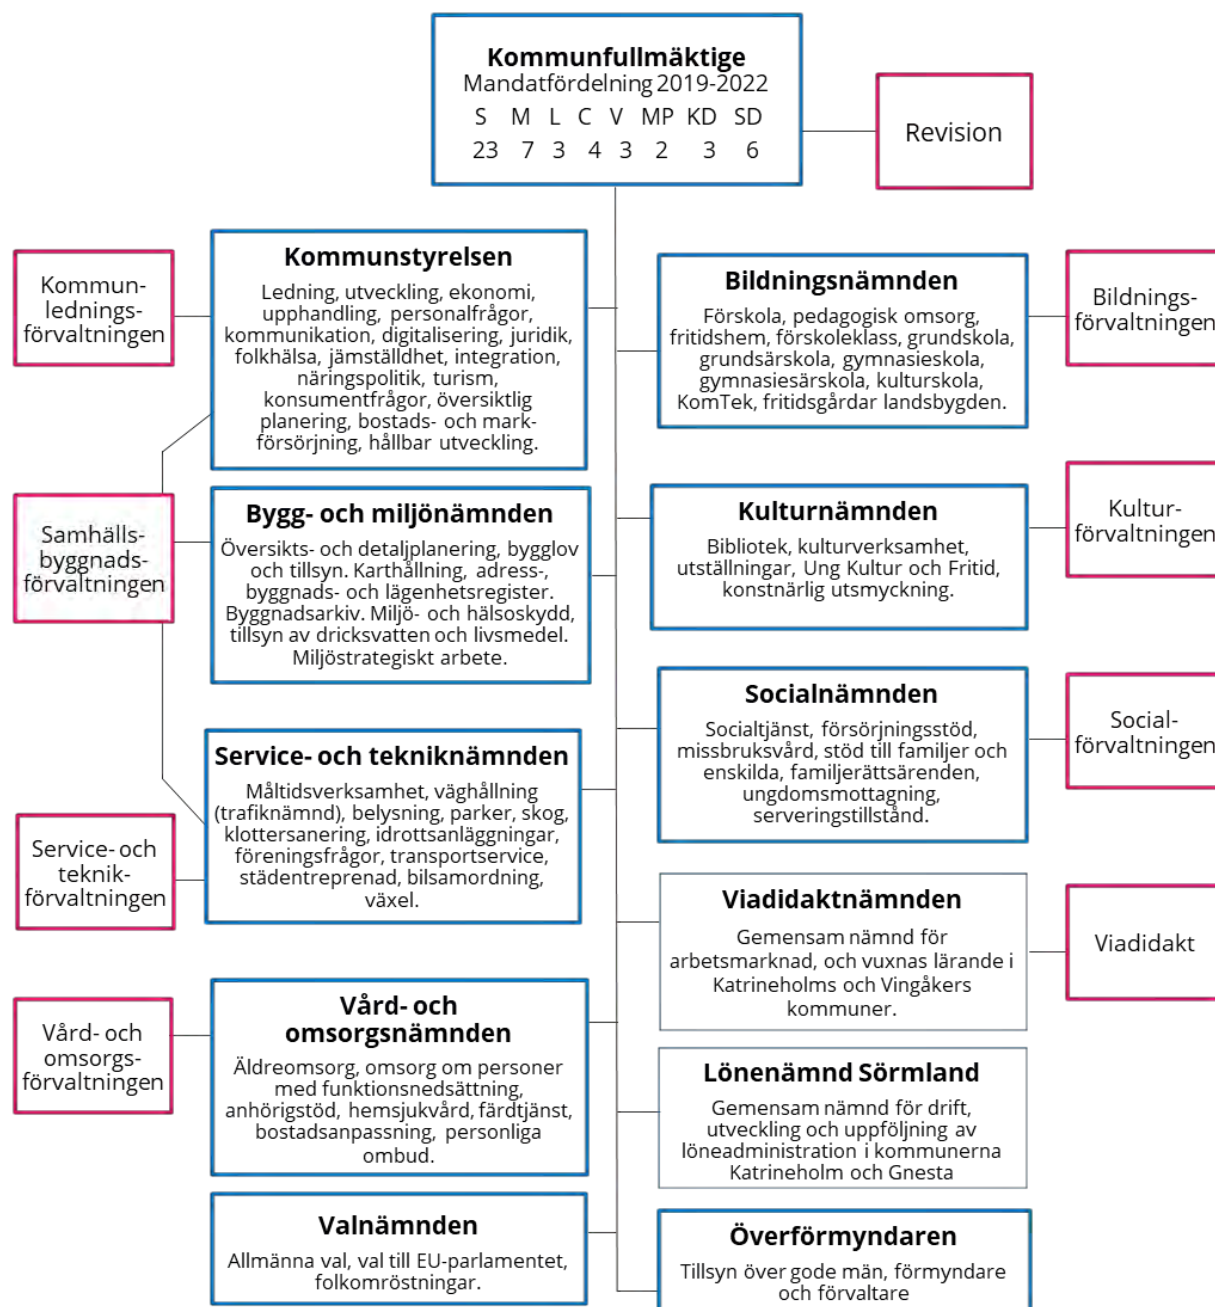 Kommunfullmäktige
Mandatfördelning 2019-2022
S M L C V MP KD SD
23 7 3 4 3 2 3 6
Revision
Kommun-
lednings-
förvaltningen
Kommunstyrelsen
Ledning, utveckling, ekonomi,
upphandling, personalfrågor,
kommunikation, digitalisering, juridik,
folkhälsa, jämställdhet, integration,
näringspolitik, turism,
konsumentfrågor, översiktlig
planering, bostads- och mark-
försörjning, hållbar utveckling.
Bildningsnämnden
Förskola, pedagogisk omsorg,
fritidshem, förskoleklass, grundskola,
grundsärskola, gymnasieskola,
gymnasiesärskola, kulturskola,
KomTek, fritidsgårdar landsbygden.
Bildnings-
förvaltningen
Samhälls-
byggnads-
förvaltningen
Bygg- och miljönämnden
Översikts- och detaljplanering, bygglov
och tillsyn. Karthållning, adress-,
byggnads- och lägenhetsregister.
Byggnadsarkiv. Miljö- och hälsoskydd,
tillsyn av dricksvatten och livsmedel.
Miljöstrategiskt arbete.
Kulturnämnden
Bibliotek, kulturverksamhet,
utställningar, Ung Kultur och Fritid,
konstnärlig utsmyckning.
Kultur-
förvaltningen
Service- och tekniknämnden
Måltidsverksamhet, väghållning
(trafiknämnd), belysning, parker, skog,
klottersanering, idrottsanläggningar,
föreningsfrågor, transportservice,
städentreprenad, bilsamordning,
växel.
Service- och
teknik-
förvaltningen
Socialnämnden
Socialtjänst, försörjningsstöd,
missbruksvård, stöd till familjer och
enskilda, familjerättsärenden,
ungdomsmottagning,
serveringstillstånd.
Social-
förvaltningen
Viadidaktnämnden
Gemensam nämnd för
arbetsmarknad, och vuxnas lärande i
Katrineholms och Vingåkers
kommuner.
Viadidakt
Vård- och
omsorgs-
förvaltningen
Vård- och
omsorgsnämnden
Äldreomsorg, omsorg om personer
med funktionsnedsättning,
anhörigstöd, hemsjukvård, färdtjänst,
bostadsanpassning, personliga
ombud.
Lönenämnd Sörmland
Gemensam nämnd för drift,
utveckling och uppföljning av
löneadministration i kommunerna
Katrineholm och Gnesta
Valnämnden
Allmänna val, val till EU-parlamentet,
folkomröstningar.
Överförmyndaren
Tillsyn över gode män, förmyndare
och förvaltare